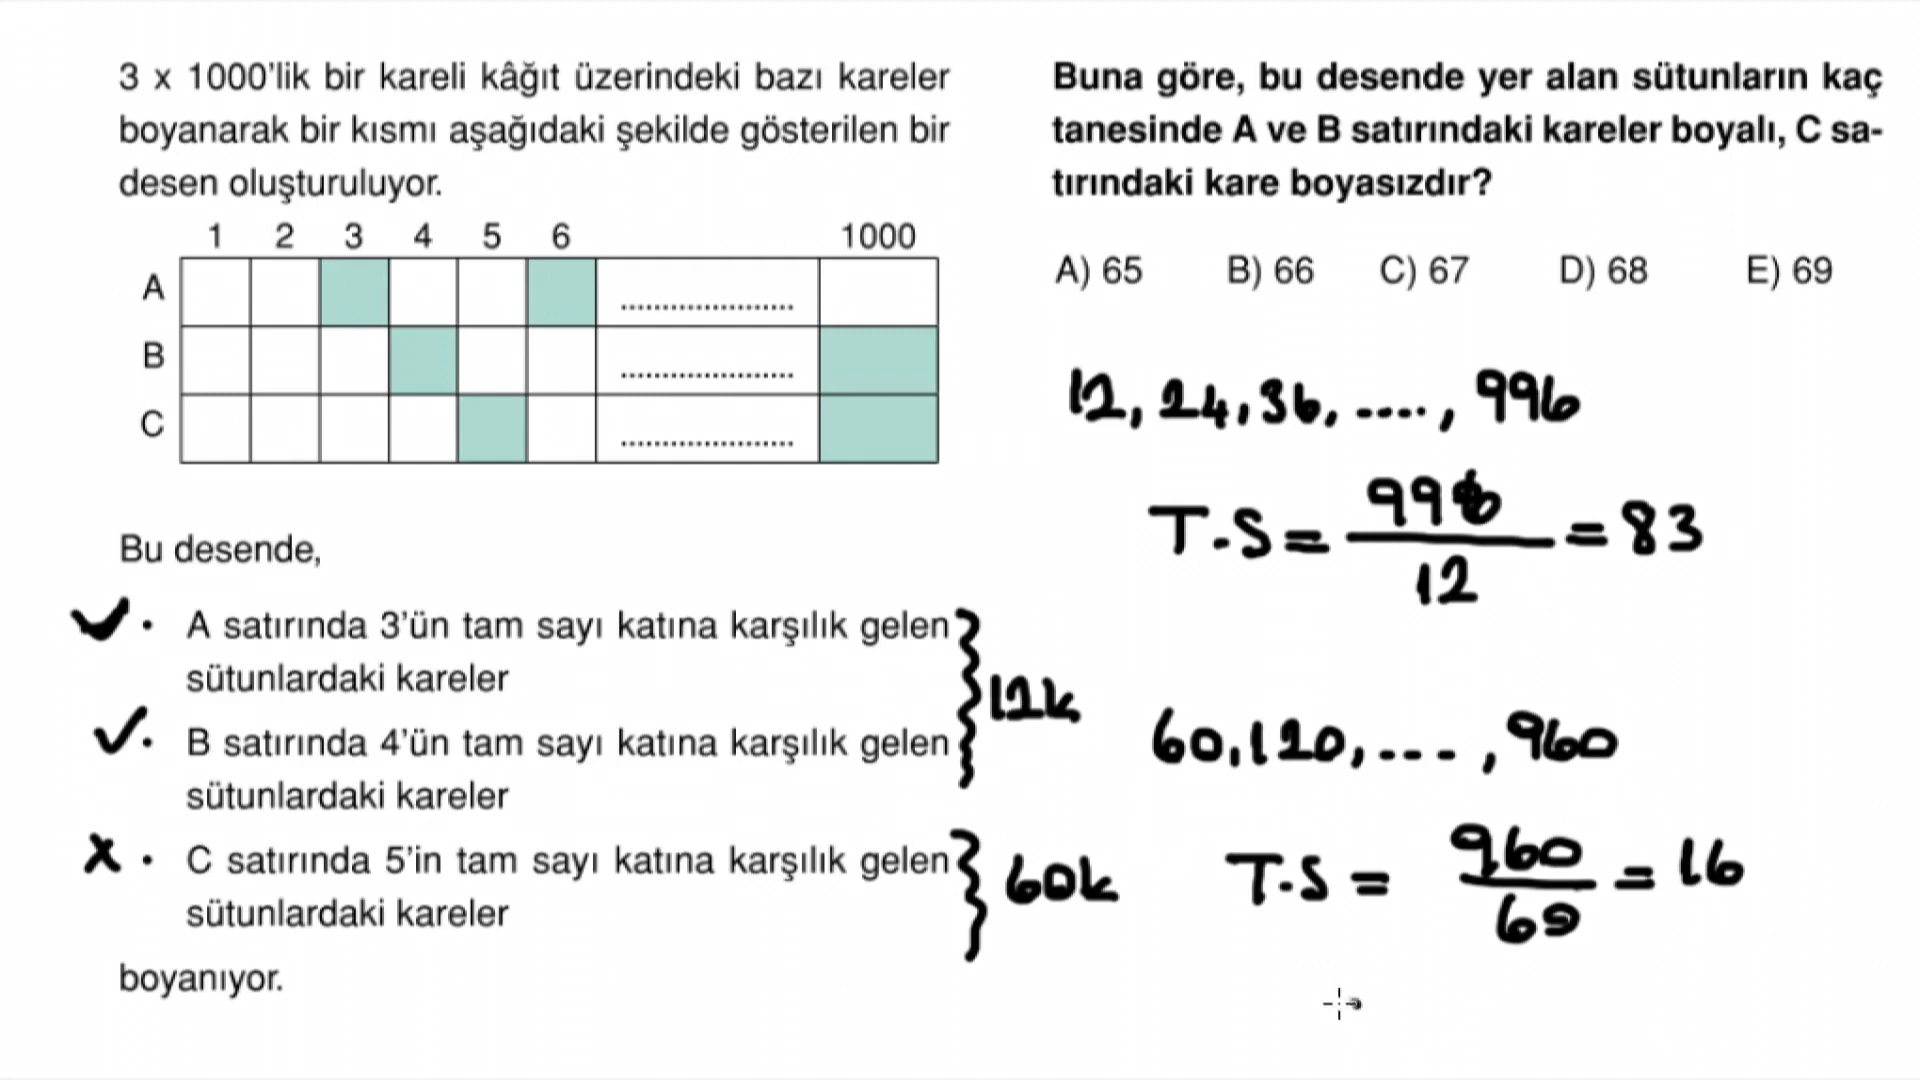 3 x 1000'lik bir kareli kâğıt üzerindeki bazı kareler
boyanarak bir kısmı aşağıdaki şekilde gösterilen bir
desen oluşturuluyor.
1 2 3 4 5 6 1000
A ......................
B ......................
C ......................
Bu desende,
• A satırında 3'ün tam sayı katına karşılık gelen
sütunlardaki kareler
• B satırında 4'ün tam sayı katına karşılık gelen
sütunlardaki kareler
12k
• C satırında 5'in tam sayı katına karşılık gelen
sütunlardaki kareler
60k
boyanıyor.
Buna göre, bu desende yer alan sütunların kaç
tanesinde A ve B satırındaki kareler boyalı, C sa-
tırındaki kare boyasızdır?
A) 65 B) 66 C) 67 D) 68 E) 69
12, 24, 36, ...., 996
T.S = 996/12 = 83
60, 120, ---, 960
T.S = 960/60 = 16